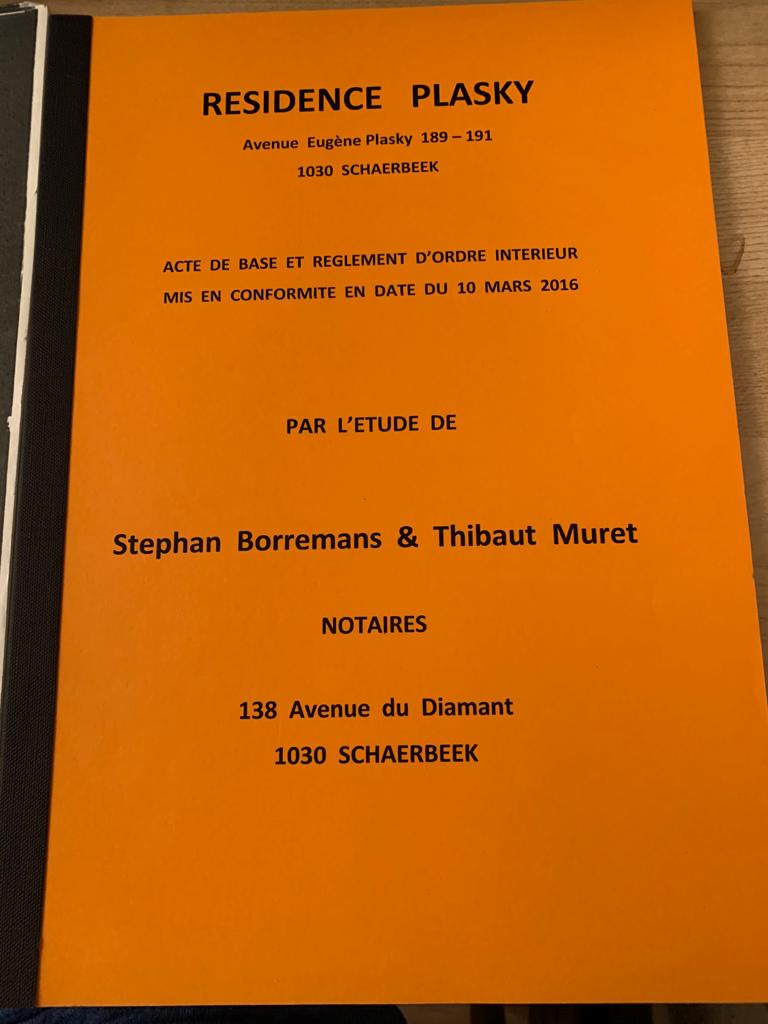 RESIDENCE PLASKY
Avenue Eugène Plasky 189 – 191
1030 SCHAERBEEK
ACTE DE BASE ET REGLEMENT D'ORDRE INTERIEUR
MIS EN CONFORMITE EN DATE DU 10 MARS 2016
PAR L'ETUDE DE
Stephan Borremans & Thibaut Muret
NOTAIRES
138 Avenue du Diamant
1030 SCHAERBEEK